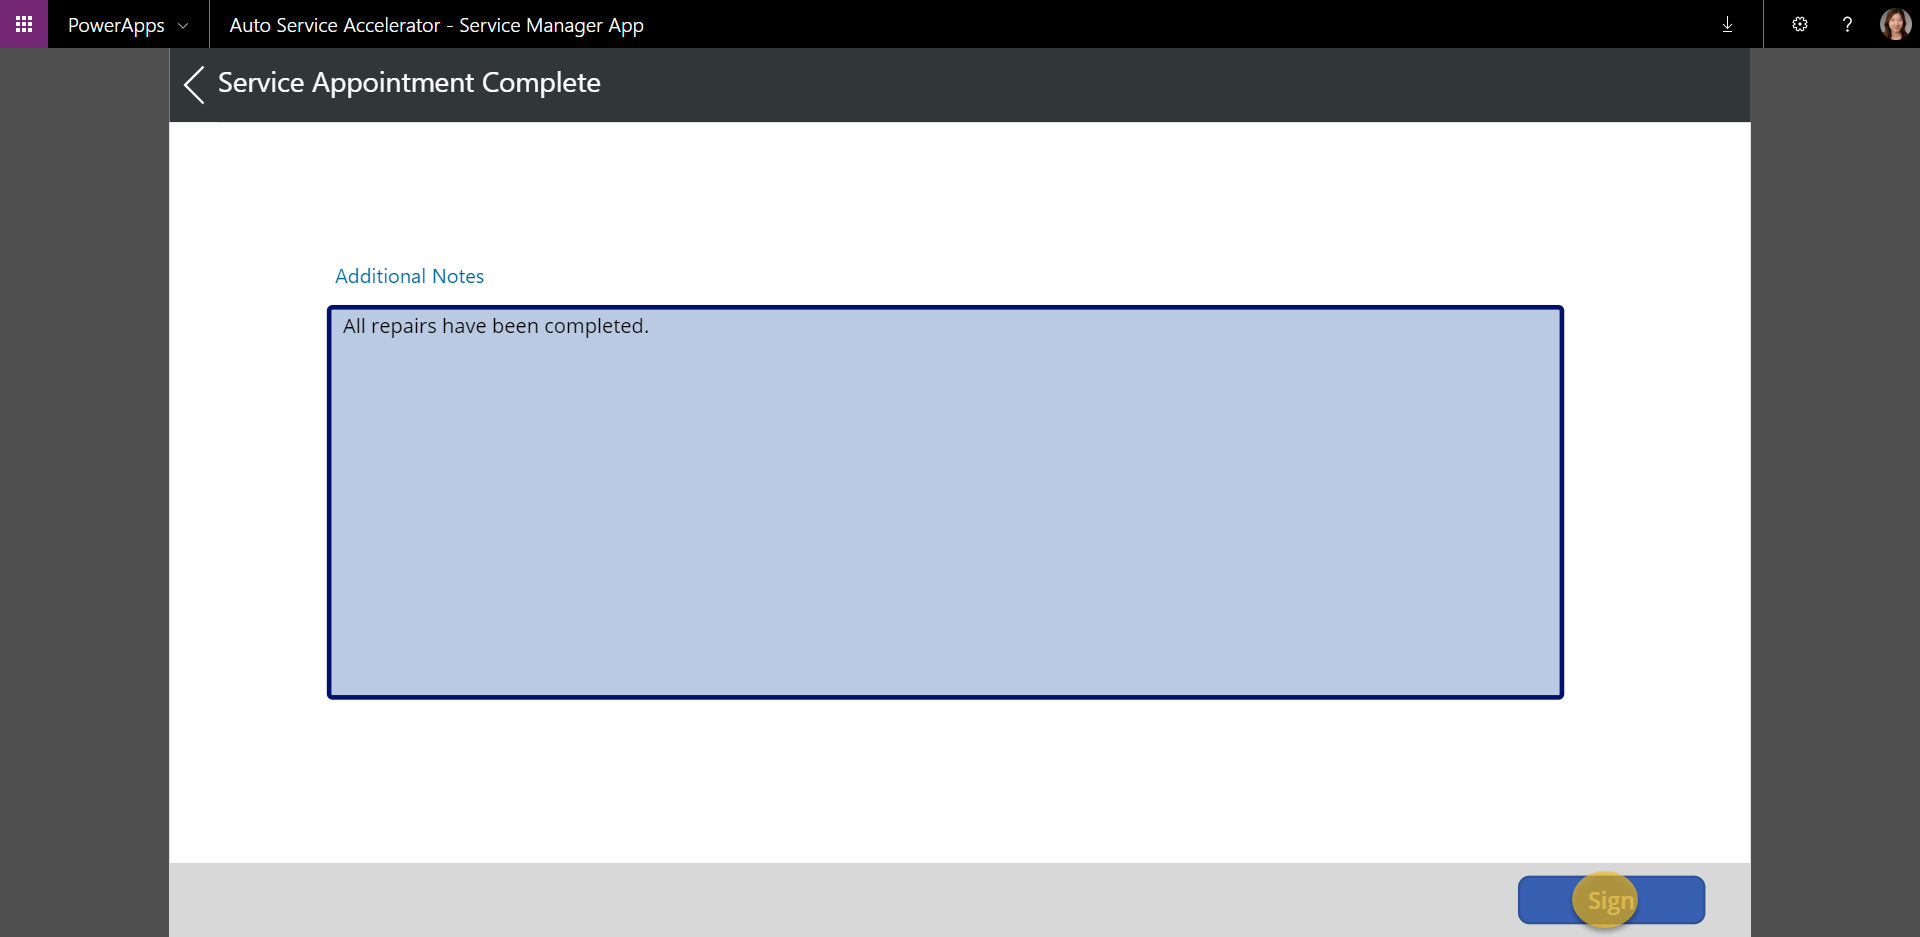 PowerApps
Auto Service Accelerator - Service Manager App
?
Service Appointment Complete
Additional Notes
All repairs have been completed.
Sign